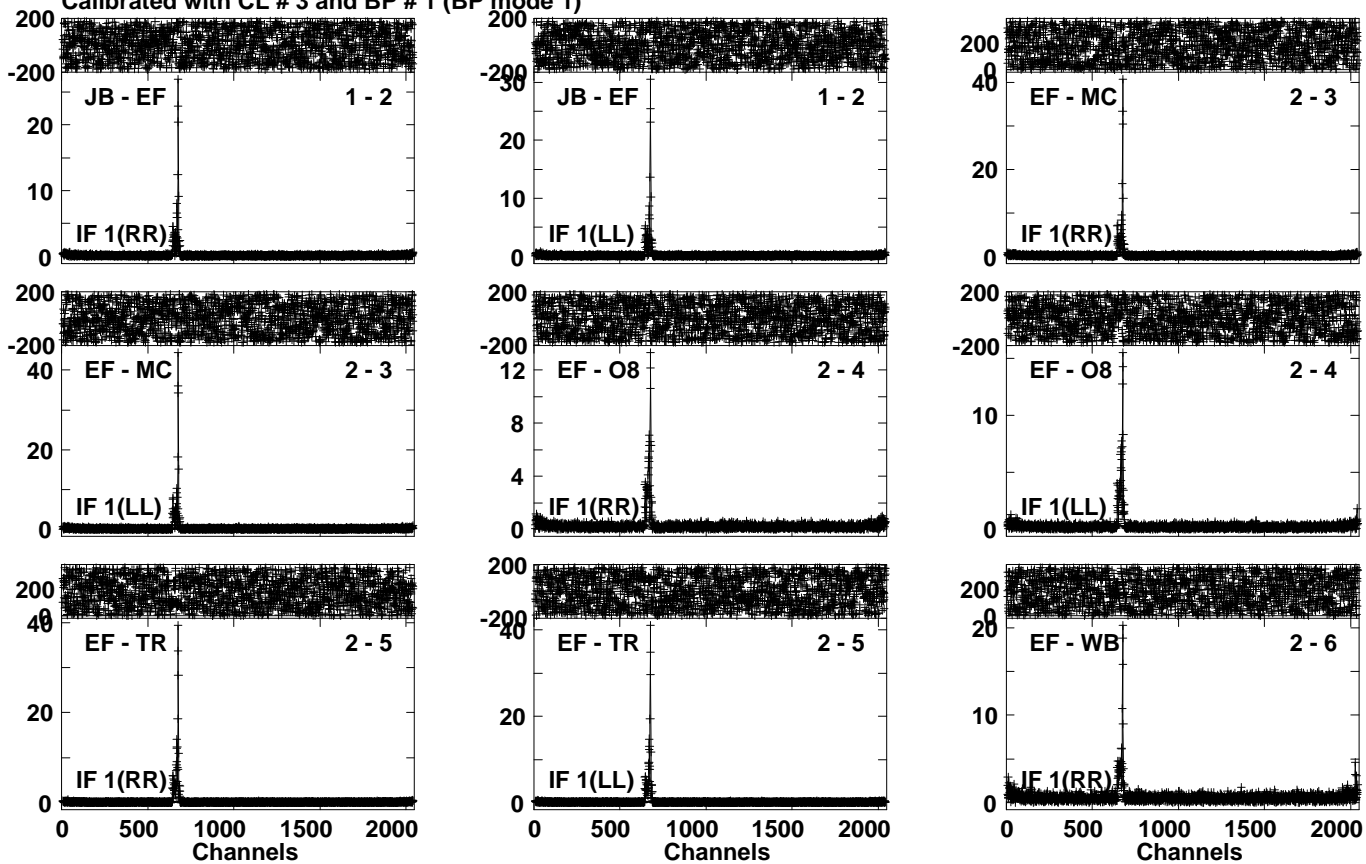 Calibrated with CL # 3 and BP # 1 (BP mode 1)
200
-200
JB - EF 1 - 2
20
10
IF 1(RR)
0
200
-200
30
JB - EF 1 - 2
20
10
IF 1(LL)
0
200
0
40
EF - MC 2 - 3
20
IF 1(RR)
0
200
-200
40
EF - MC 2 - 3
20
IF 1(LL)
0
200
-200
12
EF - O8 2 - 4
8
4
IF 1(RR)
0
200
-200
EF - O8 2 - 4
10
IF 1(LL)
0
200
0
40
EF - TR 2 - 5
20
IF 1(RR)
0
0 500 1000 1500 2000
Channels
200
-200
40
EF - TR 2 - 5
20
IF 1(LL)
0
0 500 1000 1500 2000
Channels
200
0
20
EF - WB 2 - 6
10
IF 1(RR)
0
0 500 1000 1500 2000
Channels